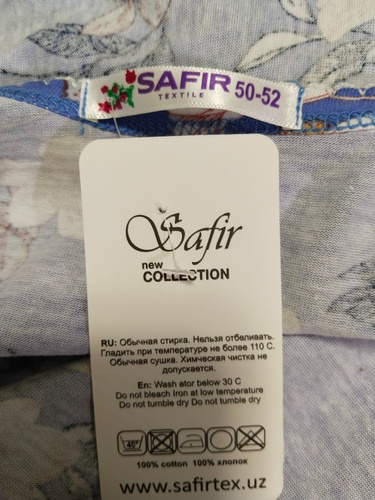 SAFIR 50-52
TEXTILE
Safir
new
COLLECTION
RU: Обычная стирка. Нельзя отбеливать.
Гладить при температуре не более 110 С.
Обычная сушка. Химическая чистка не
допускается.
En: Wash ator below 30 C
Do not bleach Iron at low temperature
Do not tumble dry Do not tumble dry
40°
100% cotton 100% хлопок
www.safirtex.uz